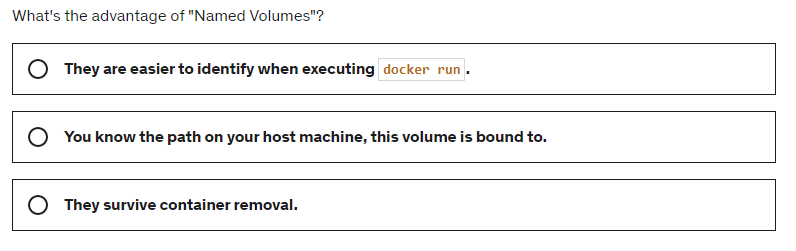 What's the advantage of "Named Volumes"?
They are easier to identify when executing docker run.
You know the path on your host machine, this volume is bound to.
They survive container removal.